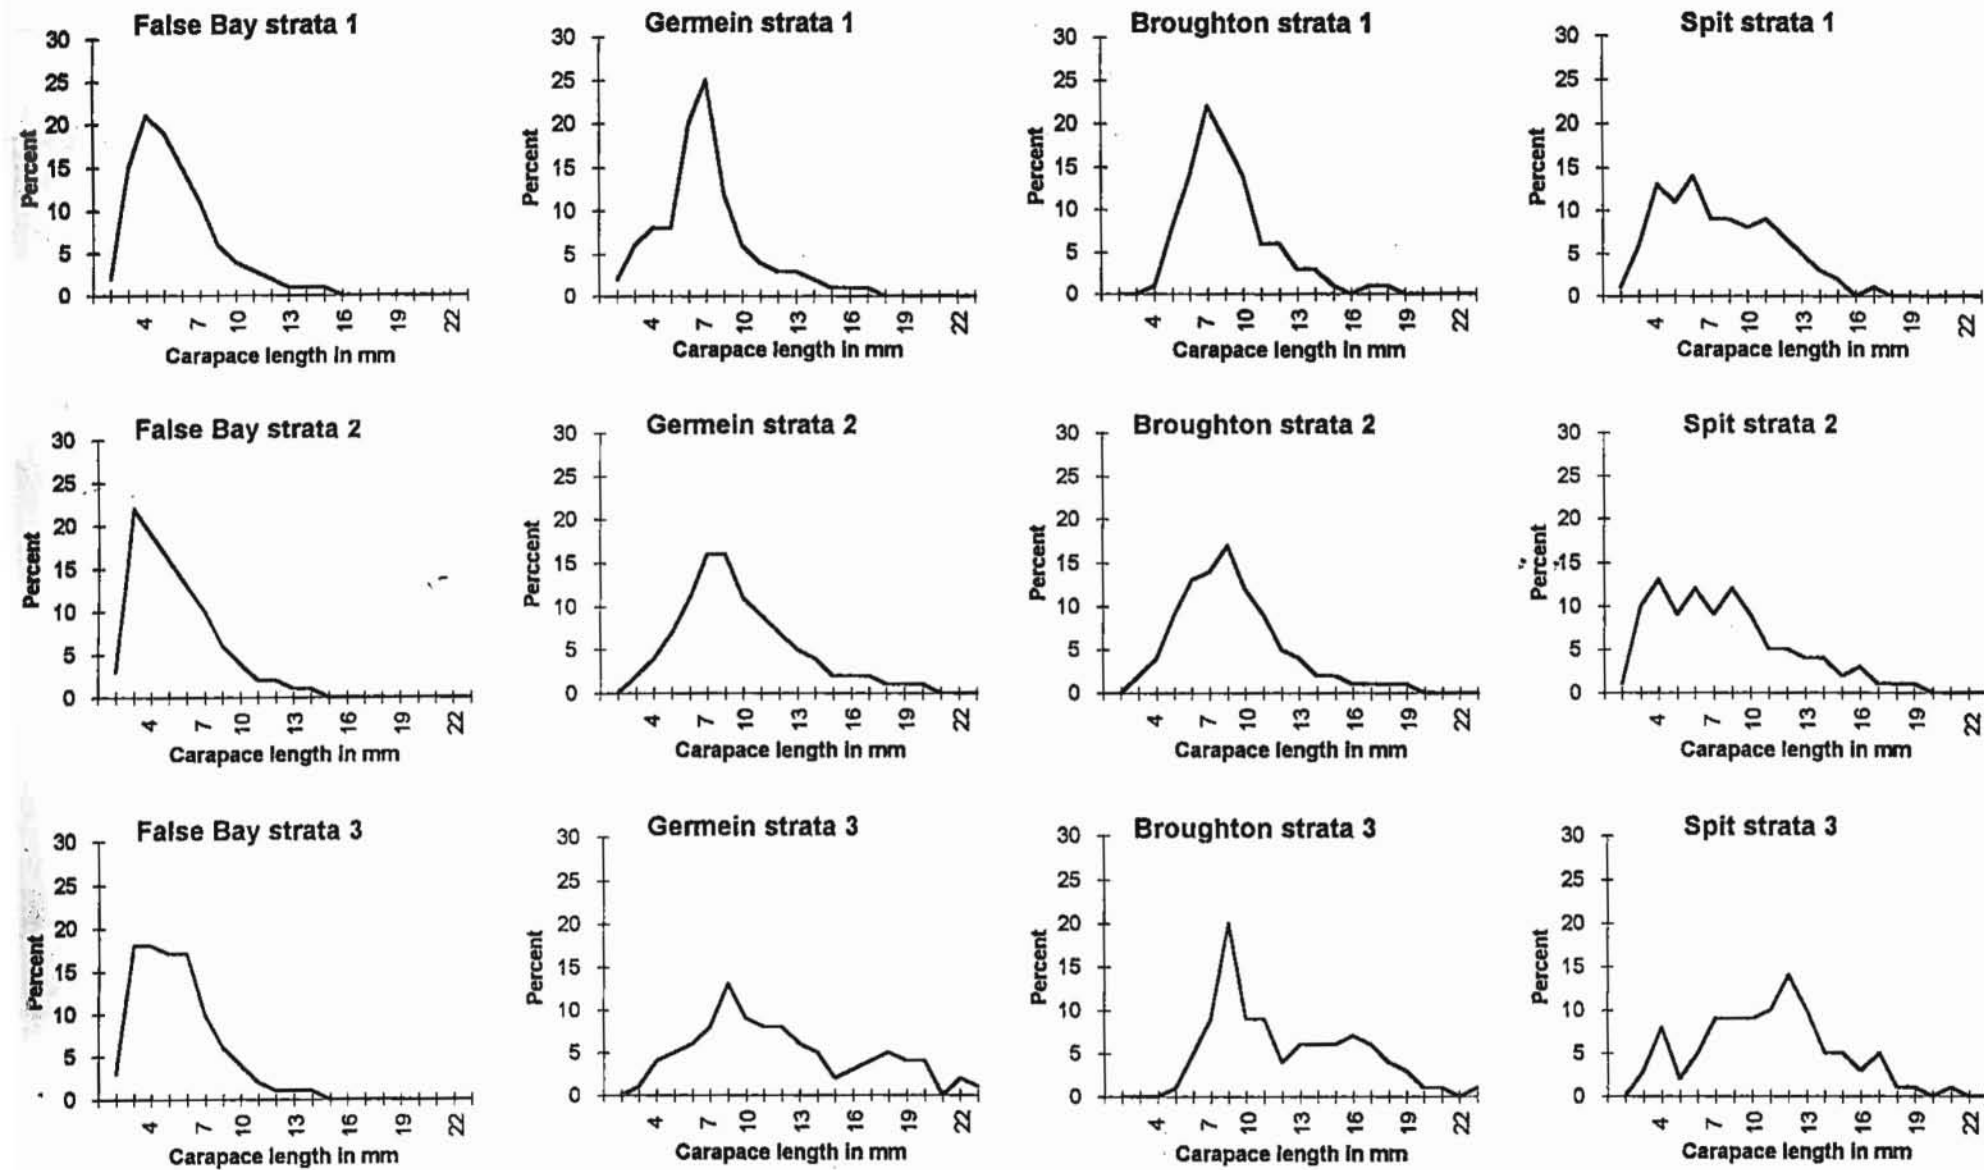 False Bay strata 1
30
25
20
15
10
5
0
Percent
4 7 10 13 16 19 22
Carapace length in mm
Germein strata 1
30
25
20
15
10
5
0
Percent
4 7 10 13 16 19 22
Carapace length in mm
Broughton strata 1
30
25
20
15
10
5
0
Percent
4 7 10 13 16 19 22
Carapace length in mm
Spit strata 1
30
25
20
15
10
5
0
Percent
4 7 10 13 16 19 22
Carapace length in mm
False Bay strata 2
30
25
20
15
10
5
0
Percent
4 7 10 13 16 19 22
Carapace length in mm
Germein strata 2
30
25
20
15
10
5
0
Perccent
4 7 10 13 16 19 22
Carapace length in mm
Broughton strata 2
30
25
20
15
10
5
0
Percent
4 7 10 13 16 19 22
Carapace length in mm
Spit strata 2
30
25
20
15
10
5
0
Percent
4 7 10 13 16 19 22
Carapace length in mm
False Bay strata 3
30
25
20
15
10
5
0
Percent
4 7 10 13 16 19 22
Carapace length in mm
Germein strata 3
30
25
20
15
10
5
0
Percent
4 7 10 13 16 19 22
Carapace length in mm
Broughton strata 3
30
25
20
15
10
5
0
Percent
4 7 10 13 16 19 22
Carapace length in mm
Spit strata 3
30
25
20
15
10
5
0
Percent
4 7 10 13 16 19 22
Carapace length in mm